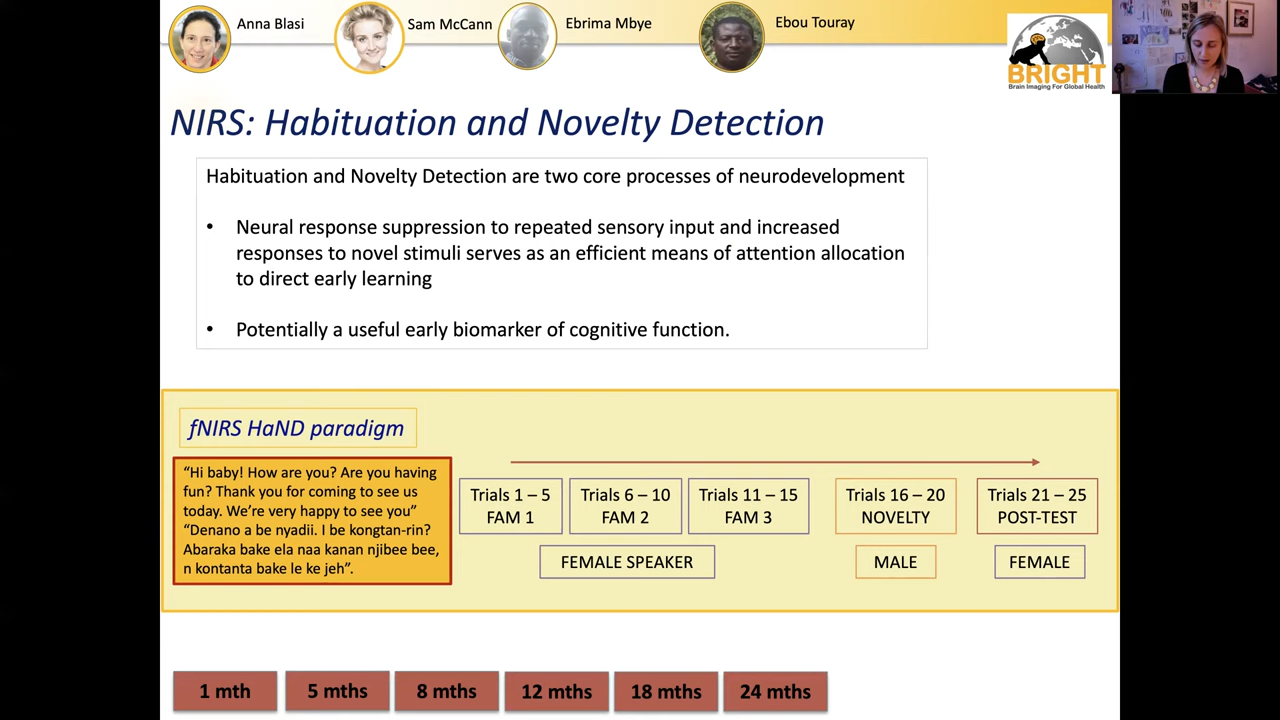 Anna Blasi
Sam McCann
Ebrima Mbye
Ebou Touray
BRIGHT
Brain Imaging For Global Health
NIRS: Habituation and Novelty Detection
Habituation and Novelty Detection are two core processes of neurodevelopment
• Neural response suppression to repeated sensory input and increased
responses to novel stimuli serves as an efficient means of attention allocation
to direct early learning
• Potentially a useful early biomarker of cognitive function.
fNIRS HaND paradigm
“Hi baby! How are you? Are you having
fun? Thank you for coming to see us
today. We’re very happy to see you”
“Denano a be nyadii. I be kongtan-rin?
Abaraka bake ela naa kanan njibee bee,
n kontanta bake le ke jeh”.
Trials 1 – 5
FAM 1
Trials 6 – 10
FAM 2
Trials 11 – 15
FAM 3
Trials 16 – 20
NOVELTY
Trials 21 – 25
POST-TEST
FEMALE SPEAKER
MALE
FEMALE
1 mth
5 mths
8 mths
12 mths
18 mths
24 mths